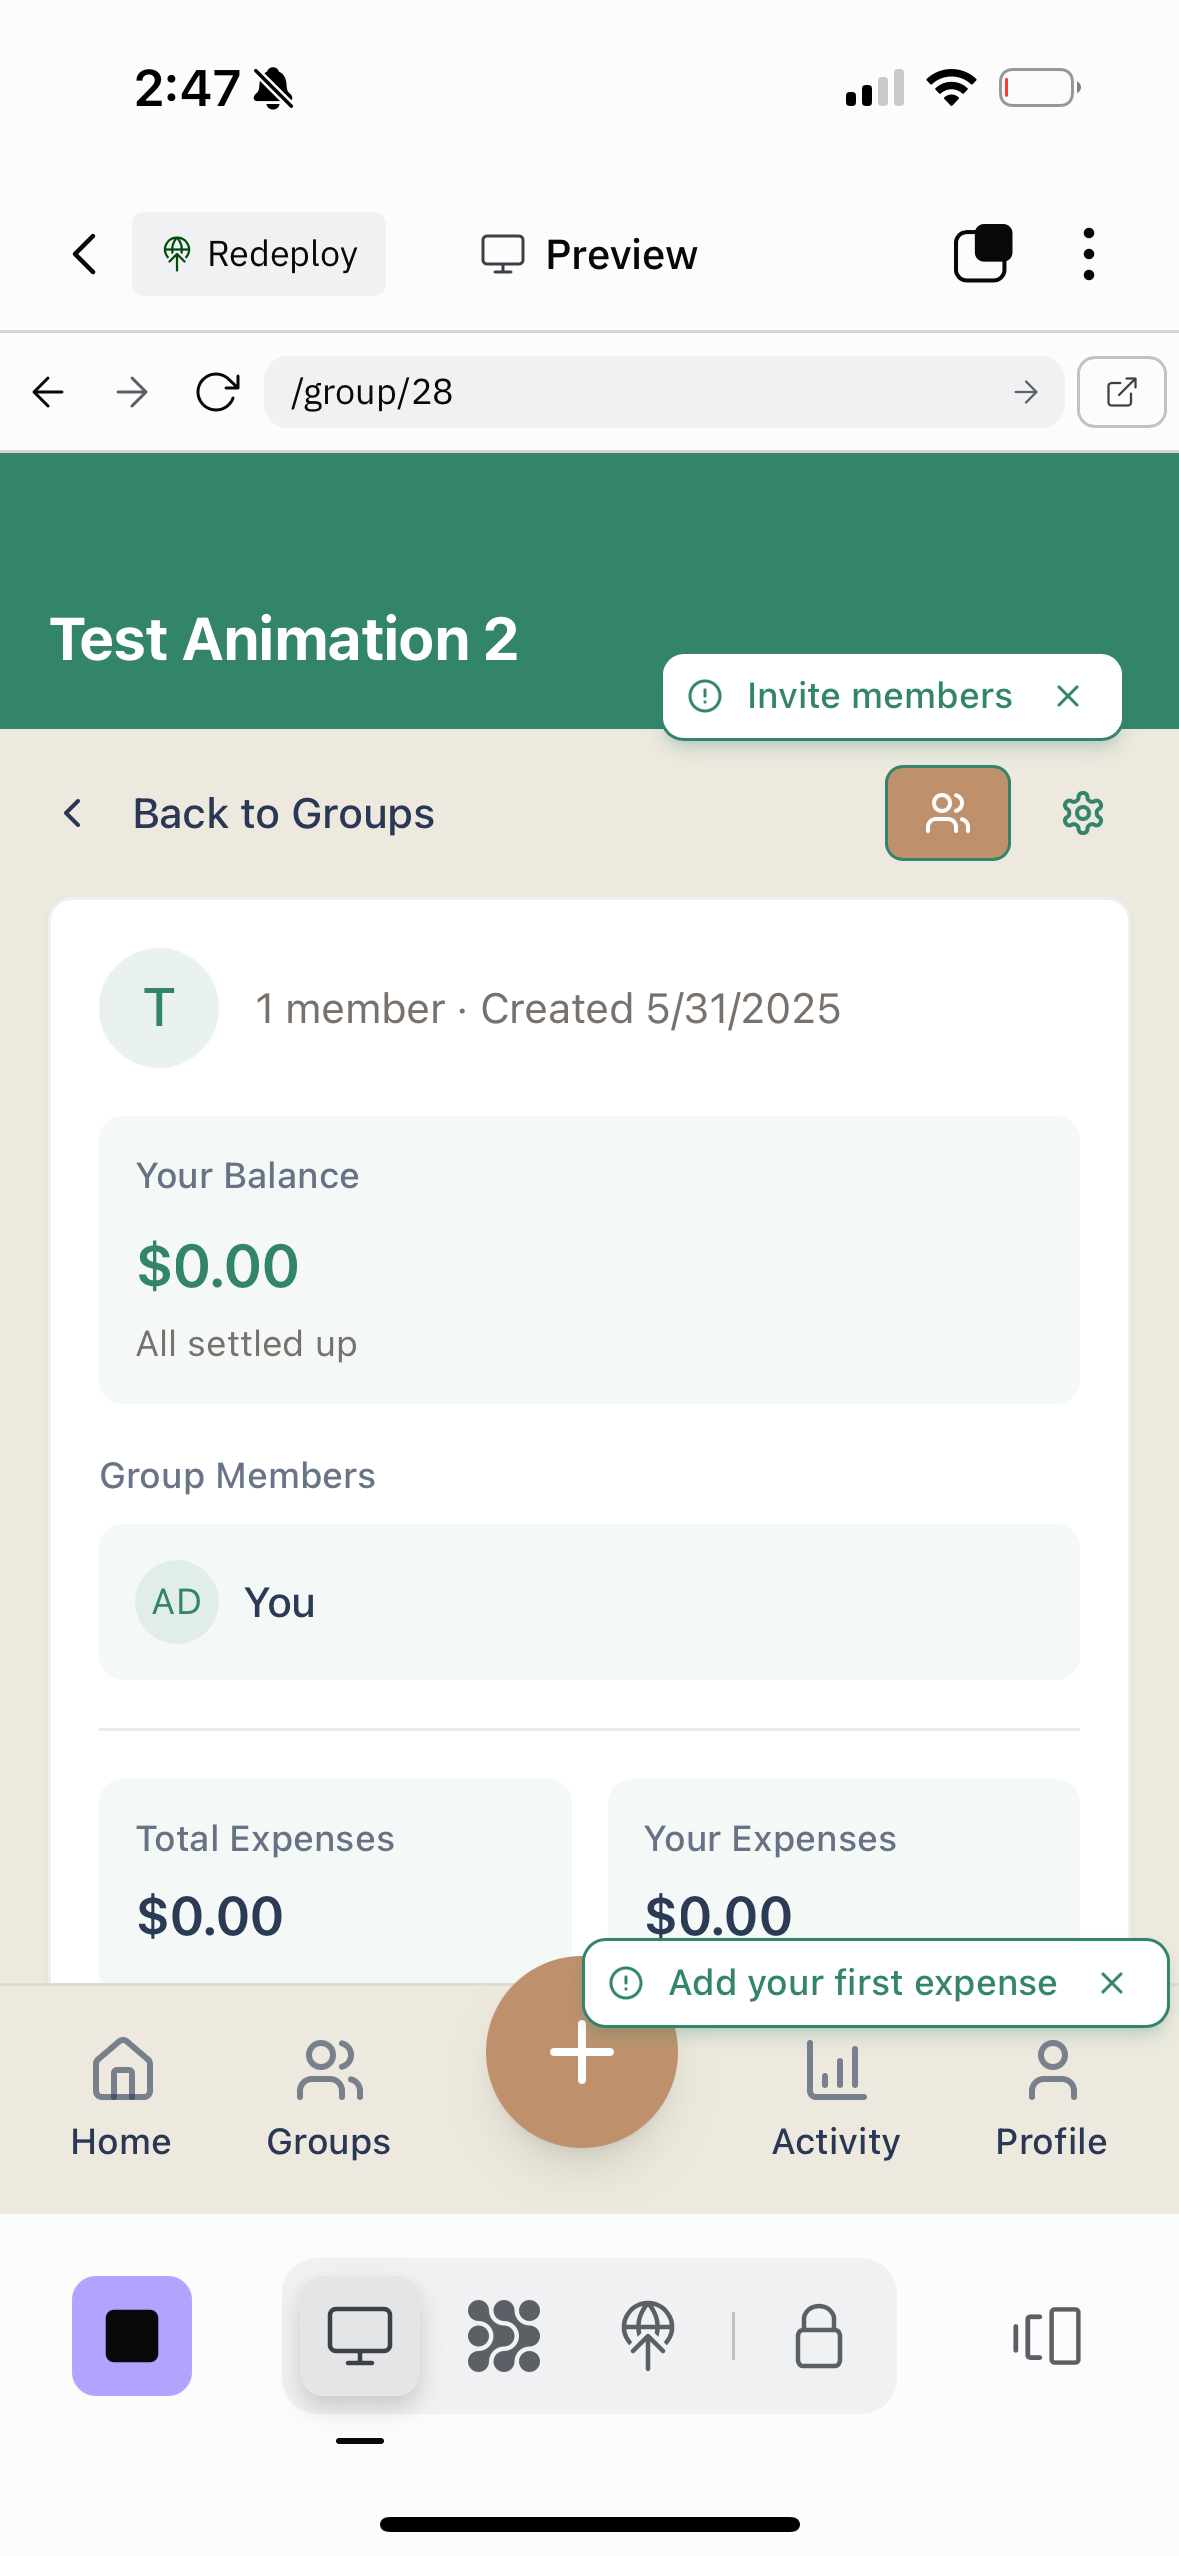 2:47
Redeploy
Preview
/group/28
Test Animation 2
Invite members
Back to Groups
T
1 member · Created 5/31/2025
Your Balance
$0.00
All settled up
Group Members
AD You
Total Expenses
Your Expenses
$0.00
$0.00
Add your first expense
Home
Groups
Activity
Profile